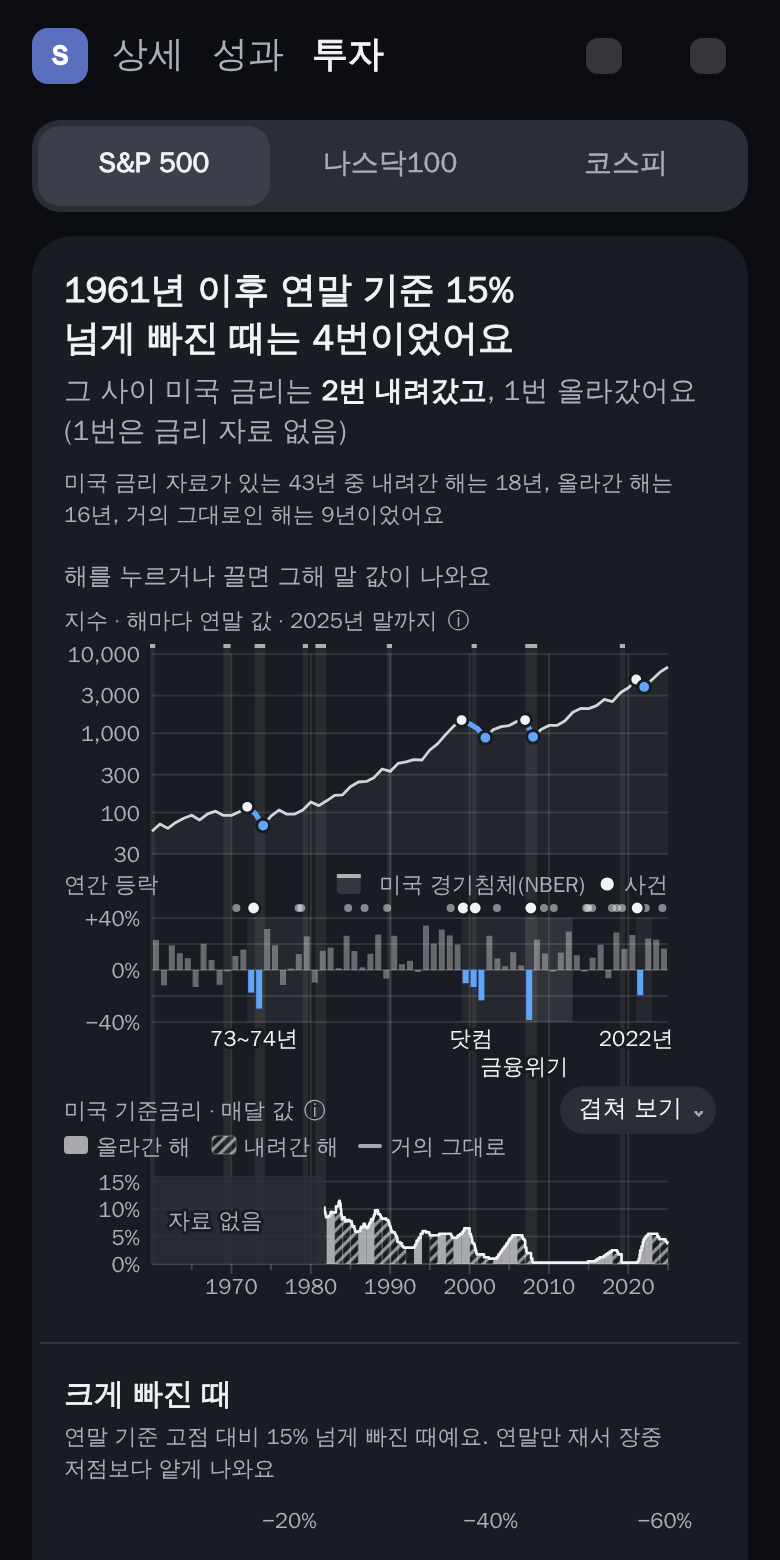 S 상세 성과 투자
S&P 500 나스닥100 코스피
1961년 이후 연말 기준 15%
넘게 빠진 때는 4번이었어요
그 사이 미국 금리는 2번 내려갔고, 1번 올라갔어요
(1번은 금리 자료 없음)
미국 금리 자료가 있는 43년 중 내려간 해는 18년, 올라간 해는
16년, 거의 그대로인 해는 9년이었어요
해를 누르거나 끌면 그해 말 값이 나와요
지수 · 해마다 연말 값 · 2025년 말까지 ⓘ
10,000
3,000
1,000
300
100
30
연간 등락 미국 경기침체(NBER) 사건
+40%
0%
−40%
73~74년 닷컴 2022년
금융위기
미국 기준금리 · 매달 값 ⓘ 겹쳐 보기
올라간 해 내려간 해 거의 그대로
15%
10%
자료 없음
5%
0%
1970 1980 1990 2000 2010 2020
크게 빠진 때
연말 기준 고점 대비 15% 넘게 빠진 때예요. 연말만 재서 장중
저점보다 얕게 나와요
−20% −40% −60%